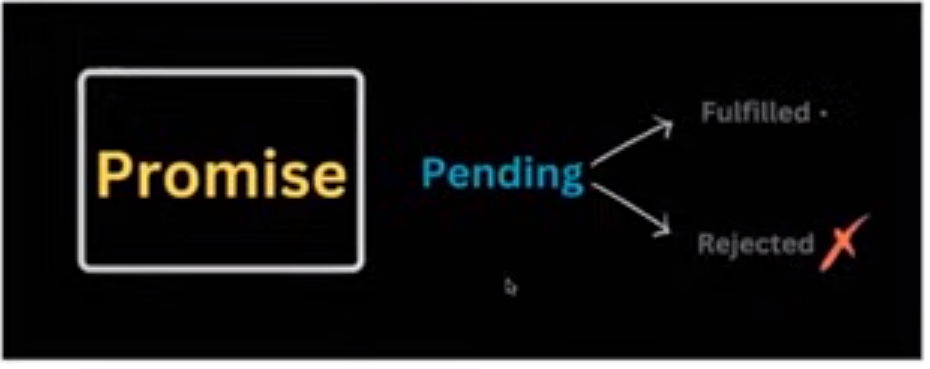 Promise
Pending
Fulfilled
Rejected